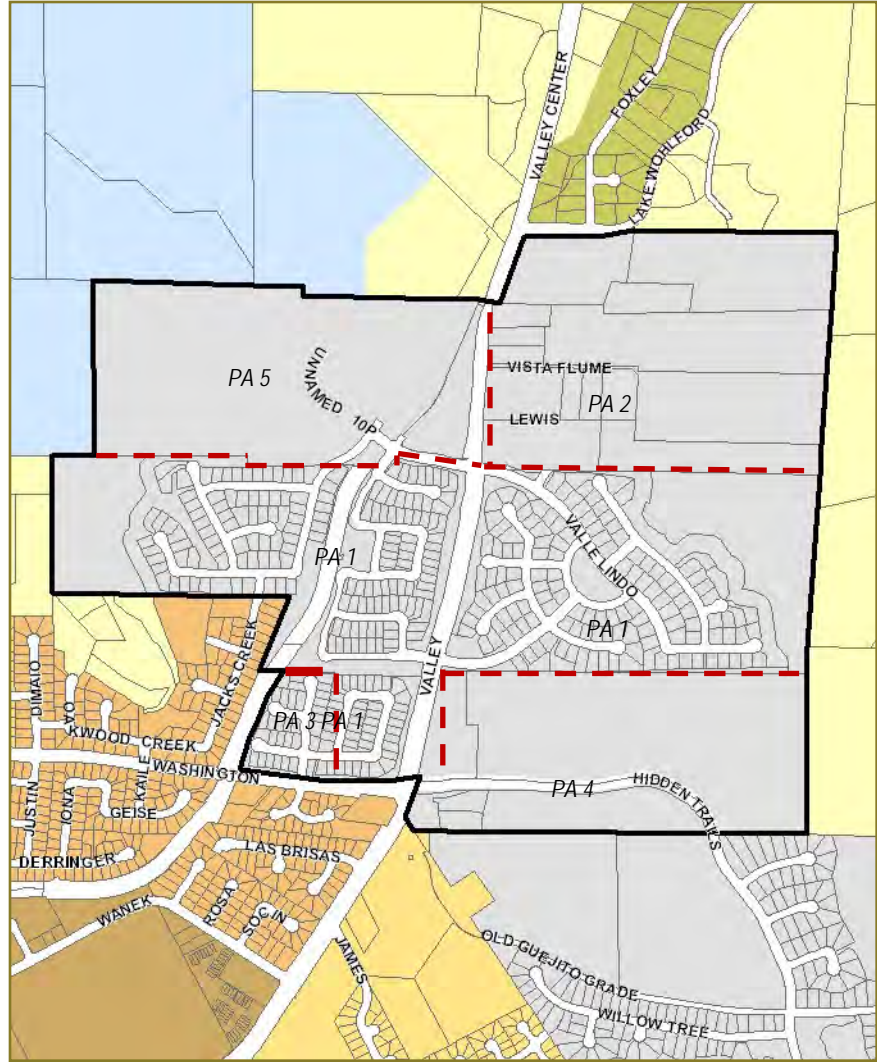 VALLEY CENTER
FOXLEY
LAKE WOHLFORD
PA 5
UNNAMED 10P
VISTA FLUME
PA 2
LEWIS
PA 1
VALLE LINDO
PA 1
VALLEY
PA 3 PA 1
PA 4
HIDDEN TRAILS
JACKS CREEK
DIMAIO
OAKWOOD CREEK
KAILE
WASHINGTON
JUSTIN
IONA
GEISE
DERRINGER
LAS BRISAS
ROSA
SOCIN
WANEK
JAMES
OLD GUEJITO GRADE
WILLOW TREE